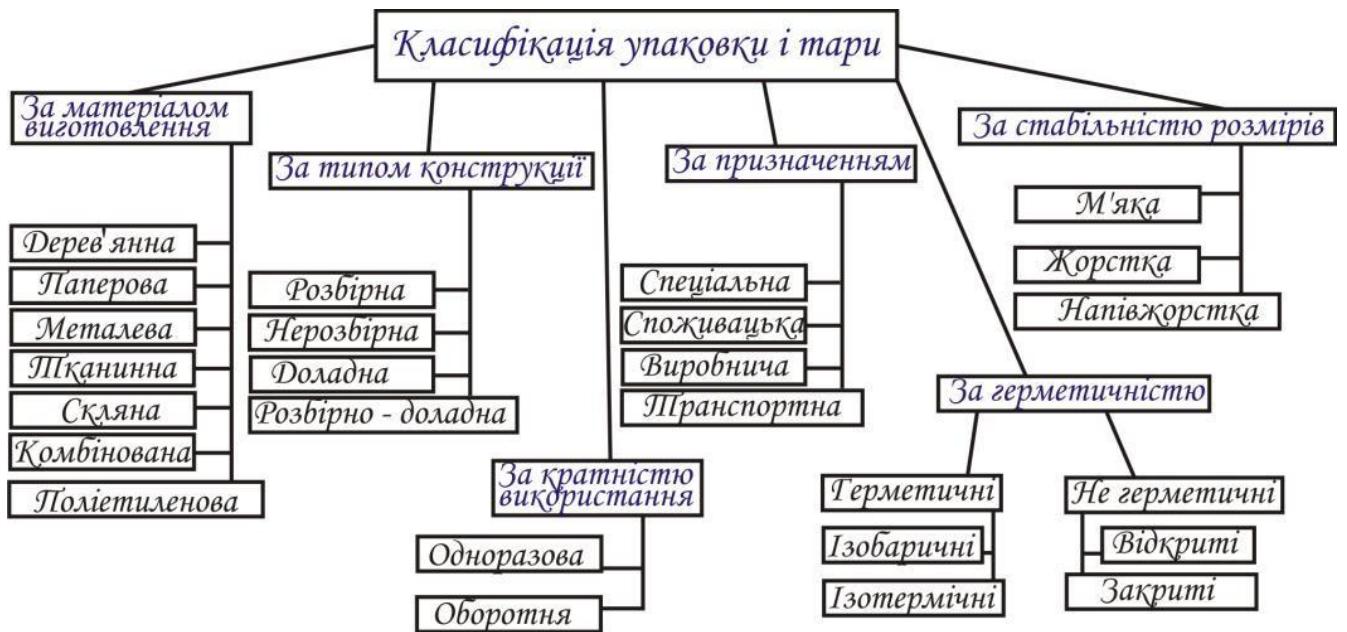 Класифікація упаковки і тари
За матеріалом
виготовлення
Дерев'янна
Паперова
Металева
Тканинна
Скляна
Комбінована
Поліетиленова
За типом конструкції
Розбірна
Нерозбірна
Доладна
Розбірно - доладна
За кратністю
використання
Одноразова
Оборотня
За призначенням
Спеціальна
Споживацька
Виробнича
Транспортна
За герметичністю
Герметичні
Ізобаричні
Ізотермічні
Не герметичні
Відкриті
Закриті
За стабільністю розмірів
М'яка
Жорстка
Напівжорстка